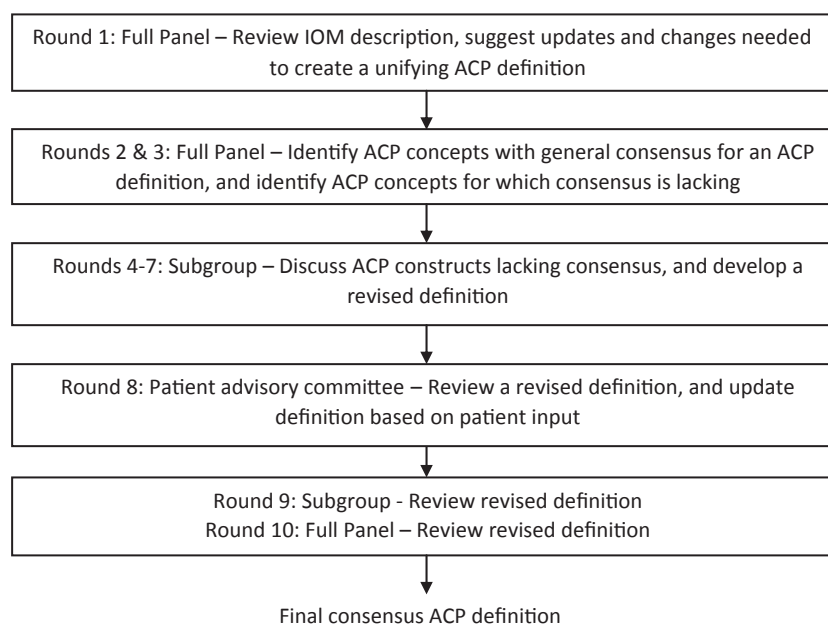 Round 1: Full Panel – Review IOM description, suggest updates and changes needed
to create a unifying ACP definition
Rounds 2 & 3: Full Panel – Identify ACP concepts with general consensus for an ACP
definition, and identify ACP concepts for which consensus is lacking
Rounds 4-7: Subgroup – Discuss ACP constructs lacking consensus, and develop a
revised definition
Round 8: Patient advisory committee – Review a revised definition, and update
definition based on patient input
Round 9: Subgroup - Review revised definition
Round 10: Full Panel – Review revised definition
Final consensus ACP definition